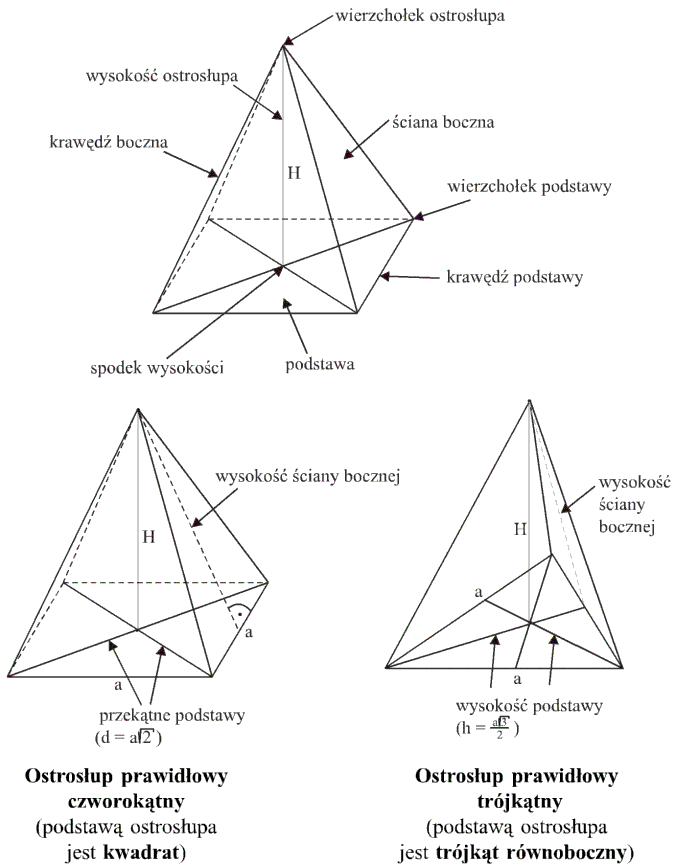 wierzchołek ostrosłupa
wysokość ostrosłupa
ściana boczna
krawędź boczna
H
wierzchołek podstawy
krawędź podstawy
spodek wysokości
podstawa
wysokość ściany bocznej
H
a
a
przekątne podstawy
(d = a√2)
wysokość
ściany
bocznej
H
a
a
wysokość podstawy
(h = a√3/2)
Ostrosłup prawidłowy
czworokątny
(podstawą ostrosłupa
jest kwadrat)
Ostrosłup prawidłowy
trójkątny
(podstawą ostrosłupa
jest trójkąt równoboczny)